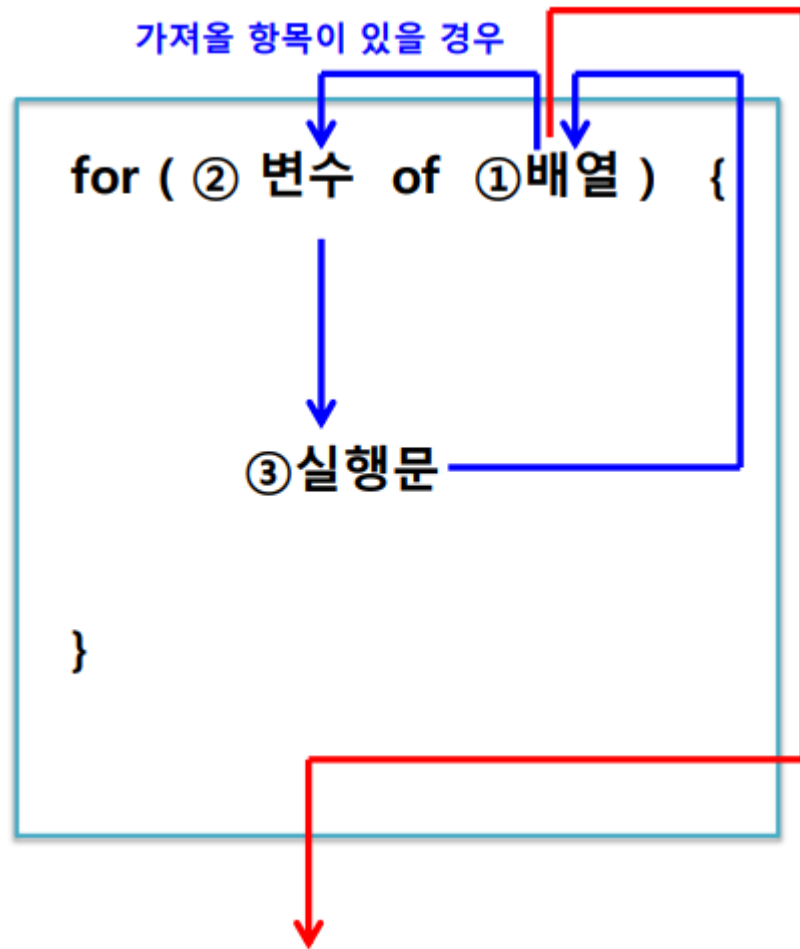 가져올 항목이 있을 경우
for ( ② 변수 of ①배열 ) {
③실행문
}